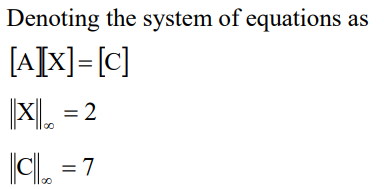 Denoting the system of equations as
[A][X]=[C]
‖X‖∞ = 2
‖C‖∞ = 7